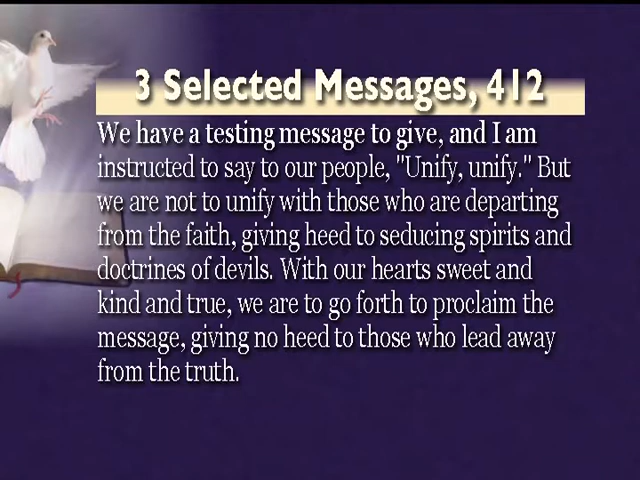 3 Selected Messages, 412
We have a testing message to give, and I am
instructed to say to our people, "Unify, unify." But
we are not to unify with those who are departing
from the faith, giving heed to seducing spirits and
doctrines of devils. With our hearts sweet and
kind and true, we are to go forth to proclaim the
message, giving no heed to those who lead away
from the truth.